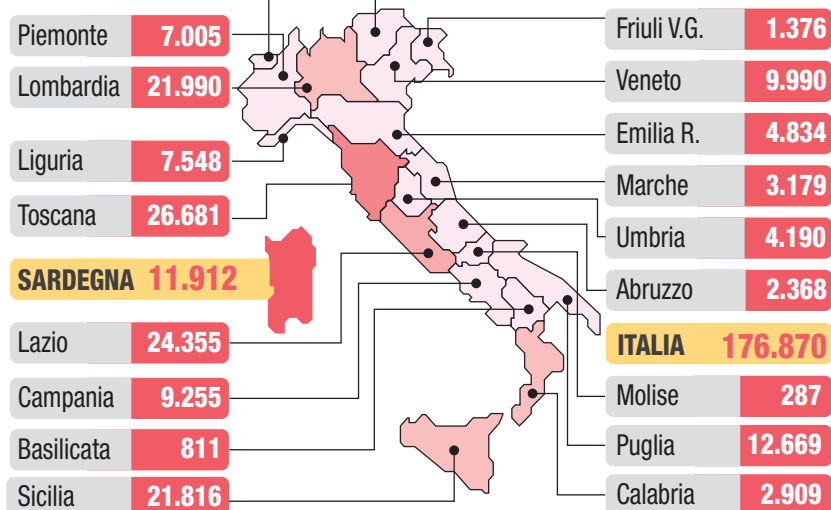 Piemonte 7.005
Lombardia 21.990
Liguria 7.548
Toscana 26.681
SARDEGNA 11.912
Lazio 24.355
Campania 9.255
Basilicata 811
Sicilia 21.816
Friuli V.G. 1.376
Veneto 9.990
Emilia R. 4.834
Marche 3.179
Umbria 4.190
Abruzzo 2.368
ITALIA 176.870
Molise 287
Puglia 12.669
Calabria 2.909